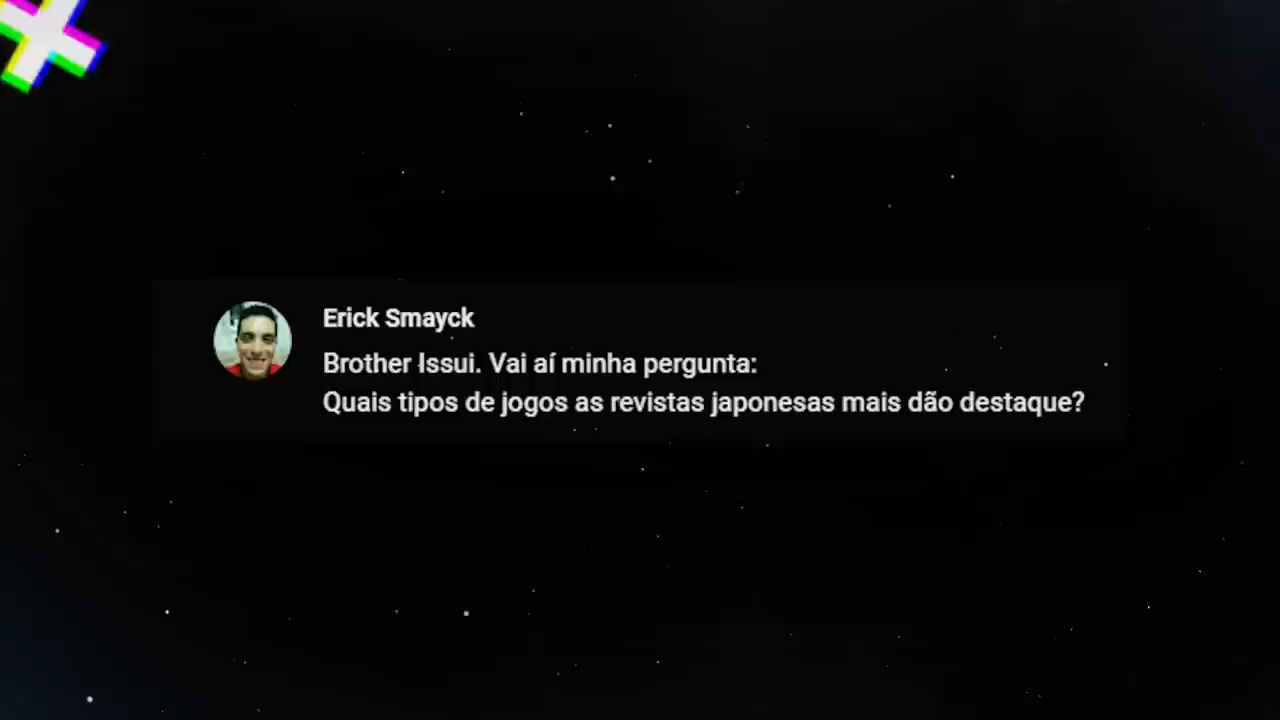 Erick Smayck
Brother Issui. Vai aí minha pergunta:
Quais tipos de jogos as revistas japonesas mais dão destaque?